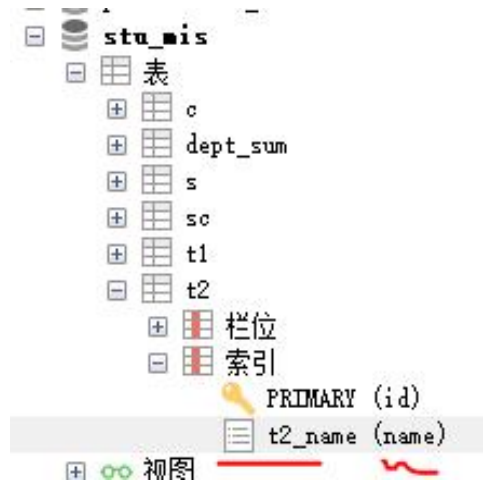 stu_mis
表
c
dept_sum
s
sc
t1
t2
栏位
索引
PRIMARY (id)
t2_name (name)
视图